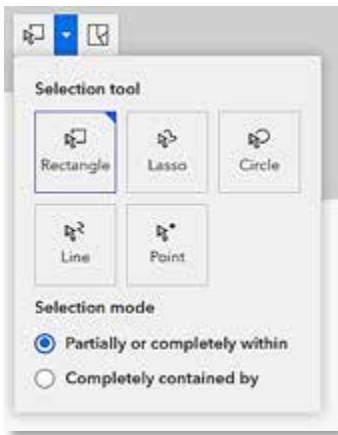 Selection tool
Rectangle
Lasso
Circle
Line
Point
Selection mode
Partially or completely within
Completely contained by